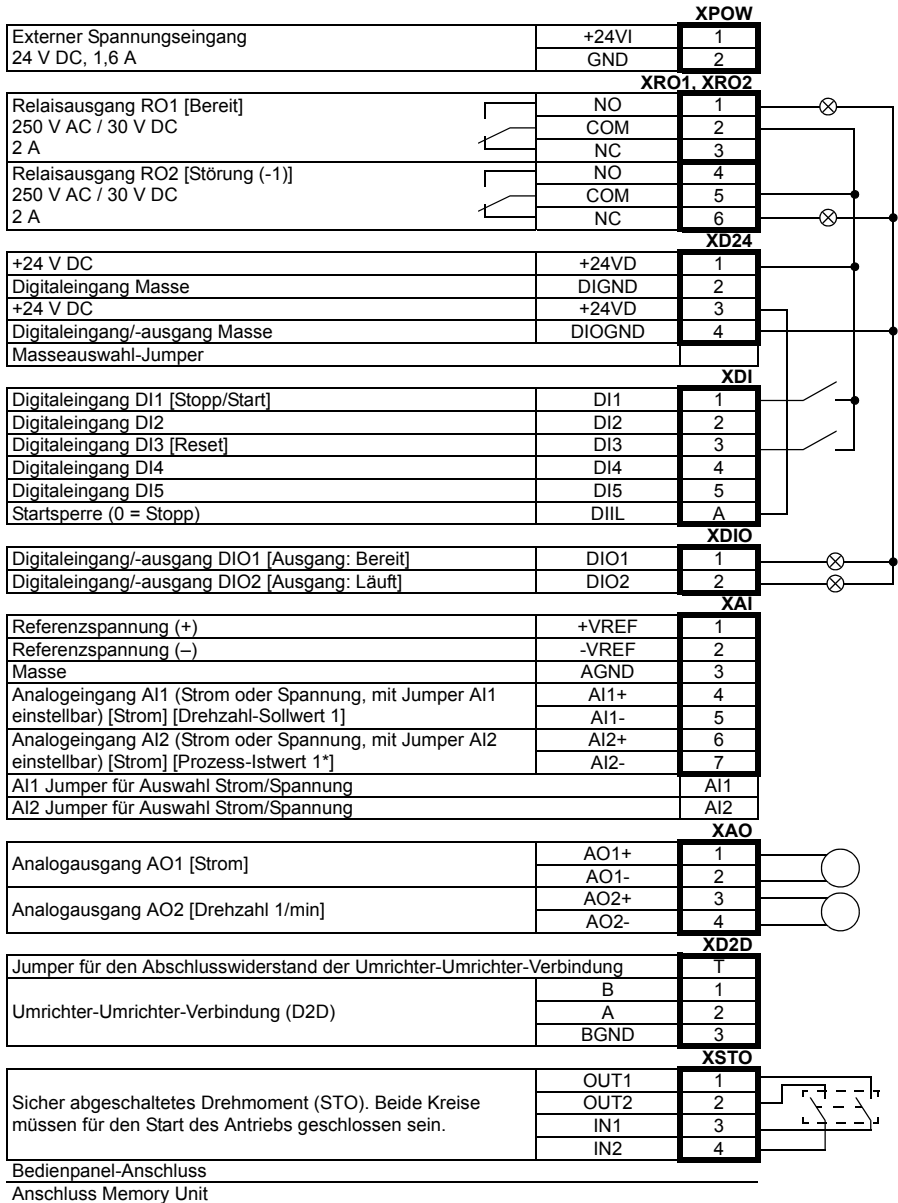 XPOW
Externer Spannungseingang +24VI 1
24 V DC, 1,6 A GND 2
XRO1, XRO2
Relaisausgang RO1 [Bereit] NO 1
250 V AC / 30 V DC COM 2
2 A NC 3
Relaisausgang RO2 [Störung (-1)] NO 4
250 V AC / 30 V DC COM 5
2 A NC 6
XD24
+24 V DC +24VD 1
Digitaleingang Masse DIGND 2
+24 V DC +24VD 3
Digitaleingang/-ausgang Masse DIOGND 4
Masseauswahl-Jumper
XDI
Digitaleingang DI1 [Stopp/Start] DI1 1
Digitaleingang DI2 DI2 2
Digitaleingang DI3 [Reset] DI3 3
Digitaleingang DI4 DI4 4
Digitaleingang DI5 DI5 5
Startsperre (0 = Stopp) DIIL A
XDIO
Digitaleingang/-ausgang DIO1 [Ausgang: Bereit] DIO1 1
Digitaleingang/-ausgang DIO2 [Ausgang: Läuft] DIO2 2
XAI
Referenzspannung (+) +VREF 1
Referenzspannung (–) -VREF 2
Masse AGND 3
Analogeingang AI1 (Strom oder Spannung, mit Jumper AI1 AI1+ 4
einstellbar) [Strom] [Drehzahl-Sollwert 1] AI1- 5
Analogeingang AI2 (Strom oder Spannung, mit Jumper AI2 AI2+ 6
einstellbar) [Strom] [Prozess-Istwert 1*] AI2- 7
AI1 Jumper für Auswahl Strom/Spannung AI1
AI2 Jumper für Auswahl Strom/Spannung AI2
XAO
Analogausgang AO1 [Strom] AO1+ 1
AO1- 2
Analogausgang AO2 [Drehzahl 1/min] AO2+ 3
AO2- 4
XD2D
Jumper für den Abschlusswiderstand der Umrichter-Umrichter-Verbindung T
Umrichter-Umrichter-Verbindung (D2D) B 1
A 2
BGND 3
XSTO
OUT1 1
Sicher abgeschaltetes Drehmoment (STO). Beide Kreise OUT2 2
müssen für den Start des Antriebs geschlossen sein. IN1 3
IN2 4
Bedienpanel-Anschluss
Anschluss Memory Unit